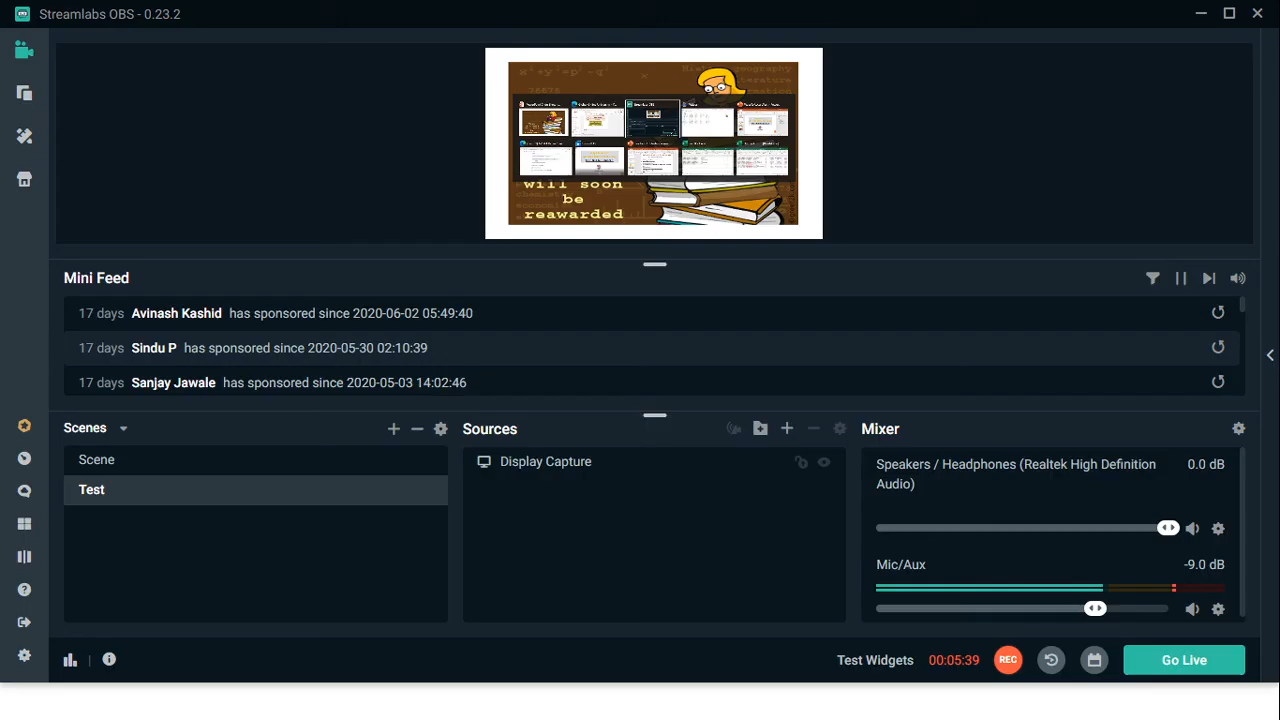 Streamlabs OBS - 0.23.2
will soon
be
reawarded
Mini Feed
17 days Avinash Kashid has sponsored since 2020-06-02 05:49:40
17 days Sindu P has sponsored since 2020-05-30 02:10:39
17 days Sanjay Jawale has sponsored since 2020-05-03 14:02:46
Scenes
Scene
Test
Sources
Display Capture
Mixer
Speakers / Headphones (Realtek High Definition Audio) 0.0 dB
Mic/Aux -9.0 dB
Test Widgets 00:05:39 REC Go Live